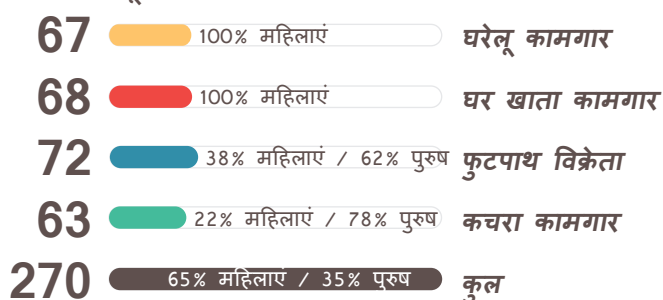 67 100% महिलाएं घरेलू कामगार
68 100% महिलाएं घर खाता कामगार
72 38% महिलाएं / 62% पुरुष फुटपाथ विक्रेता
63 22% महिलाएं / 78% पुरुष कचरा कामगार
270 65% महिलाएं / 35% पुरुष कुल